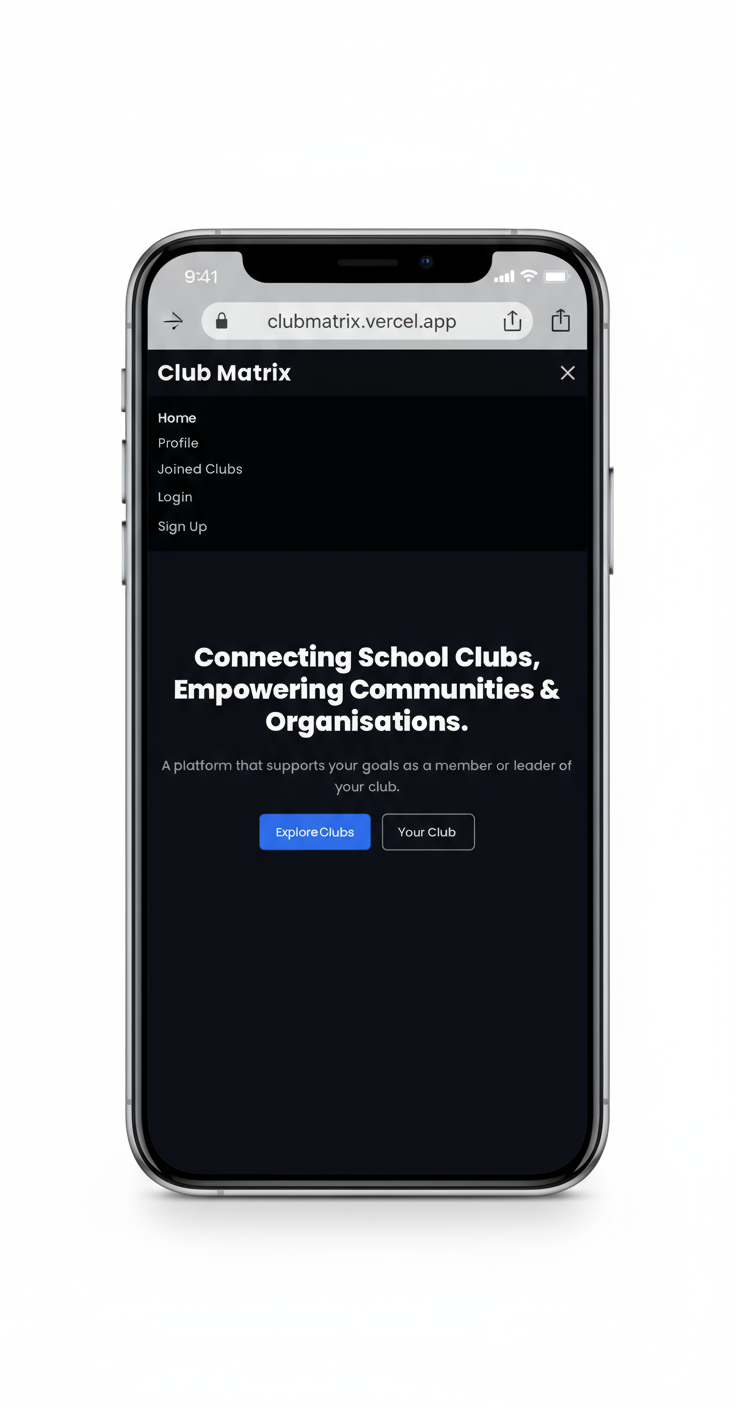 9:41
clubmatrix.vercel.app
Club Matrix
Home
Profile
Joined Clubs
Login
Sign Up
Connecting School Clubs,
Empowering Communities &
Organisations.
A platform that supports your goals as a member or leader of
your club.
Explore Clubs
Your Club